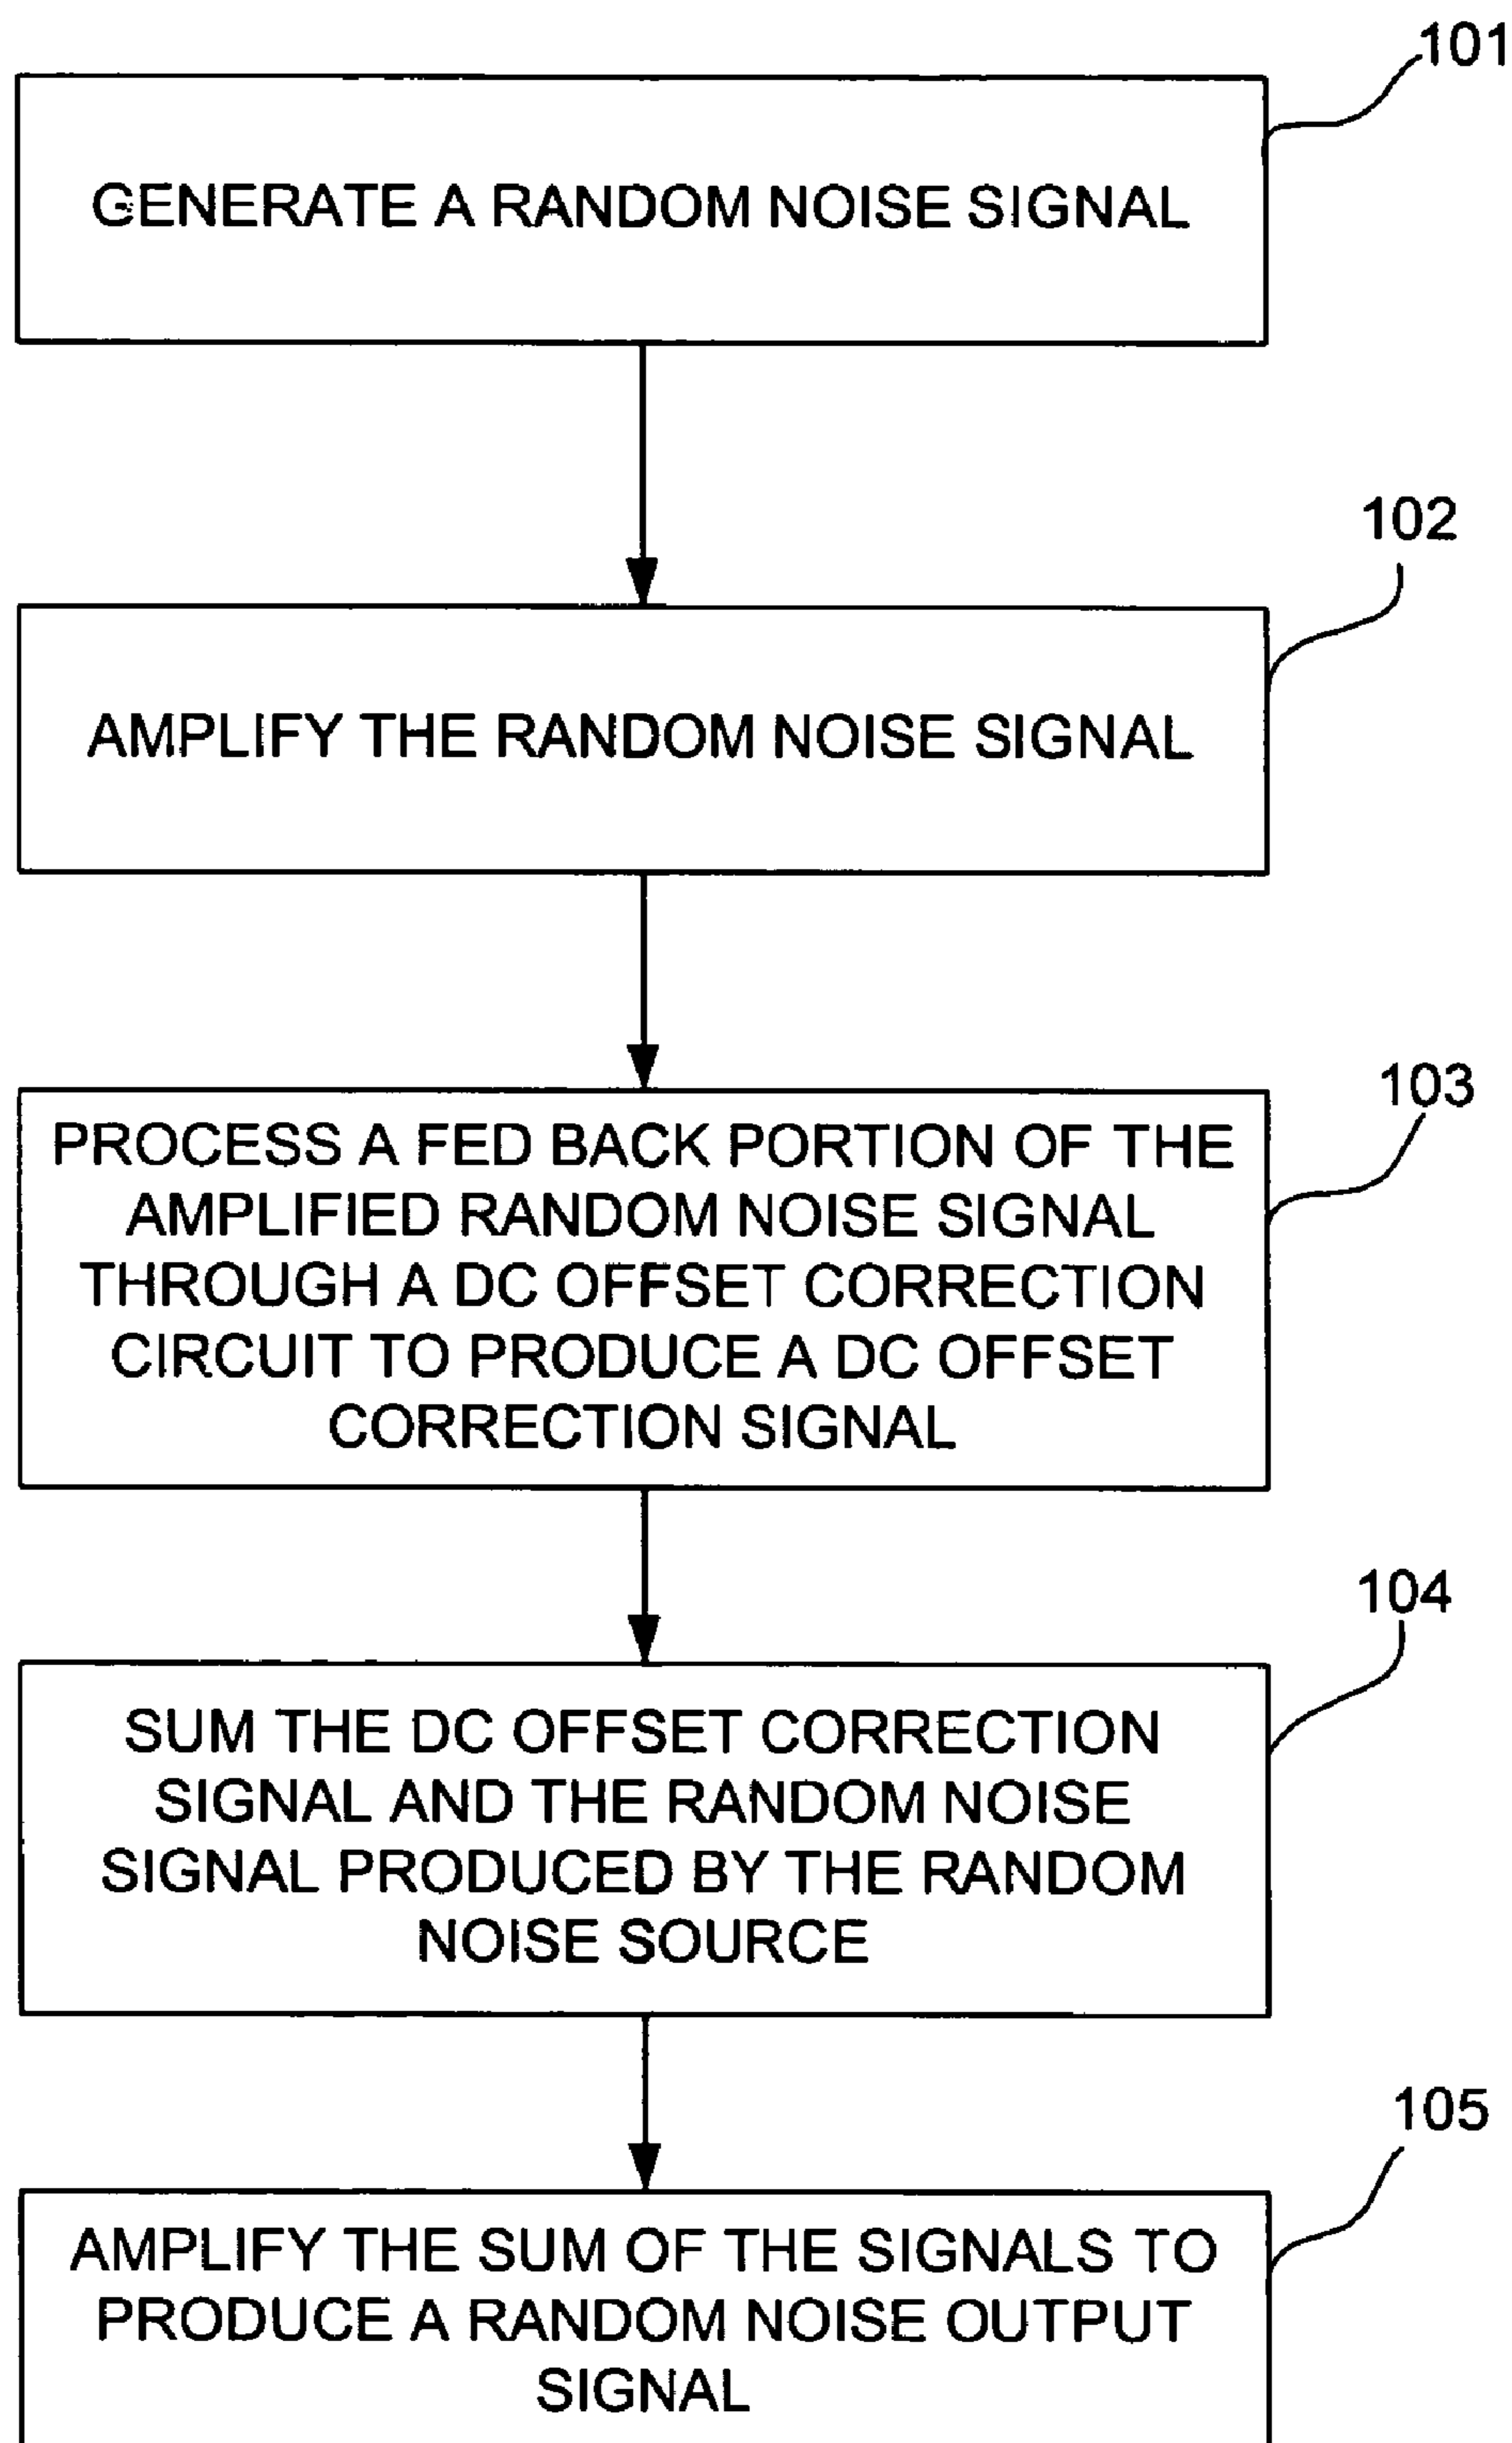 101
GENERATE A RANDOM NOISE SIGNAL
102
AMPLIFY THE RANDOM NOISE SIGNAL
103
PROCESS A FED BACK PORTION OF THE
AMPLIFIED RANDOM NOISE SIGNAL
THROUGH A DC OFFSET CORRECTION
CIRCUIT TO PRODUCE A DC OFFSET
CORRECTION SIGNAL
104
SUM THE DC OFFSET CORRECTION
SIGNAL AND THE RANDOM NOISE
SIGNAL PRODUCED BY THE RANDOM
NOISE SOURCE
105
AMPLIFY THE SUM OF THE SIGNALS TO
PRODUCE A RANDOM NOISE OUTPUT
SIGNAL